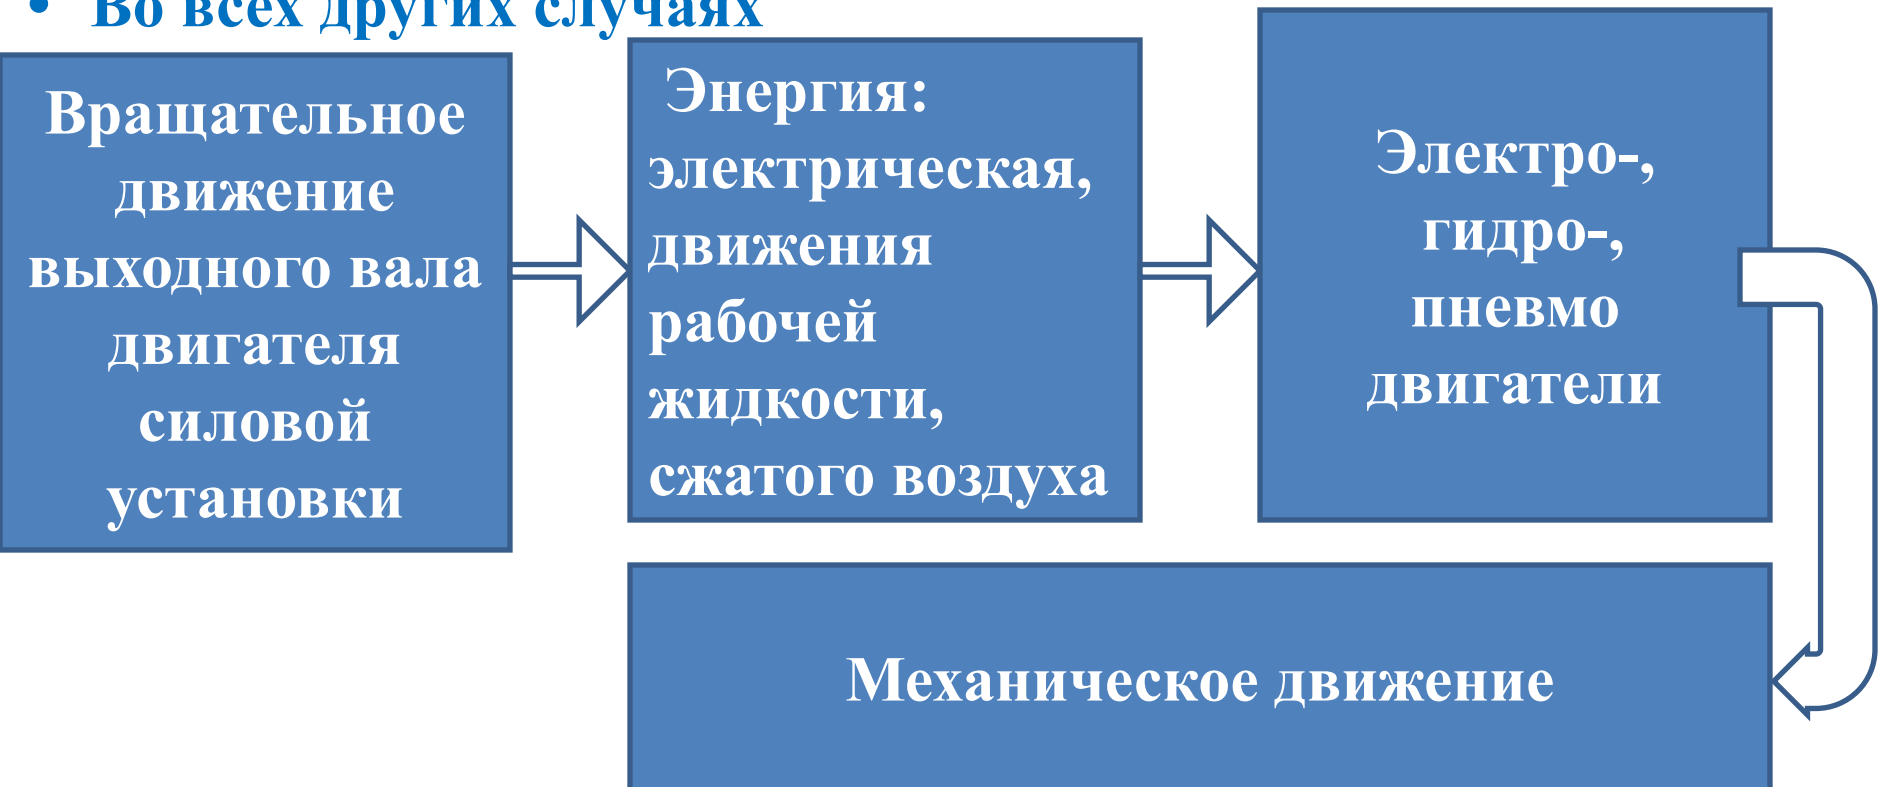 • Во всех других случаях
Вращательное
движение
выходного вала
двигателя
силовой
установки
Энергия:
электрическая,
движения
рабочей
жидкости,
сжатого воздуха
Электро-,
гидро-,
пневмо
двигатели
Механическое движение